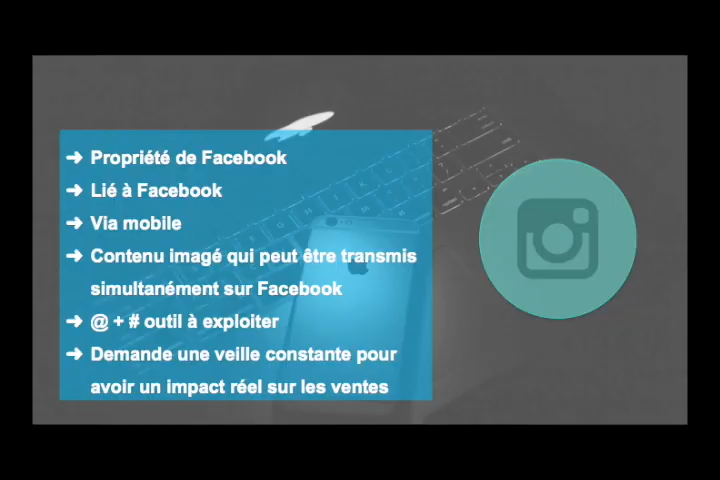 ➜ Propriété de Facebook
➜ Lié à Facebook
➜ Via mobile
➜ Contenu imagé qui peut être transmis
simultanément sur Facebook
➜ @ + # outil à exploiter
➜ Demande une veille constante pour
avoir un impact réel sur les ventes